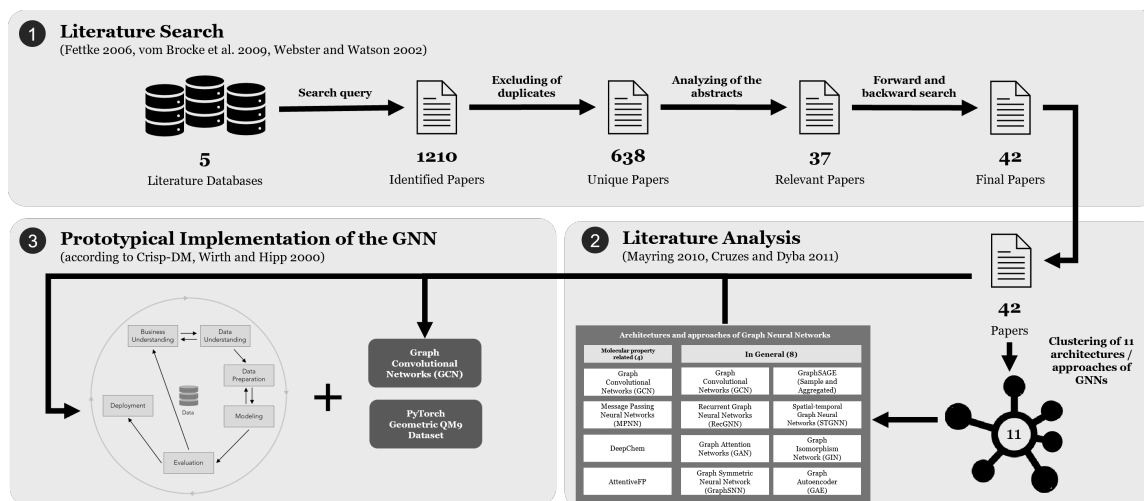 1
Literature Search
(Fettke 2006, vom Brocke et al. 2009, Webster and Watson 2002)
Search query
Excluding of
duplicates
Analyzing of the
abstracts
Forward and
backward search
5
Literature Databases
1210
Identified Papers
638
Unique Papers
37
Relevant Papers
42
Final Papers
3
Prototypical Implementation of the GNN
(according to Crisp-DM, Wirth and Hipp 2000)
Business
Understanding
Data
Understanding
Data
Preparation
Modeling
Data
Deployment
Evaluation
+
Graph
Convolutional
Networks (GCN)
PyTorch
Geometric QM9
Dataset
2
Literature Analysis
(Mayring 2010, Cruzes and Dyba 2011)
42
Papers
Clustering of 11
architectures /
approaches of
GNNs
11
Architectures and approaches of Graph Neural Networks
Molecular property
related (4)
In General (8)
Graph
Convolutional
Networks (GCN)
Graph
Convolutional
Networks (GCN)
GraphSAGE
(Sample and
Aggregated)
Message Passing
Neural Networks
(MPNN)
Recurrent Graph
Neural Networks
(RecGNN)
Spatial-temporal
Graph Neural
Networks (STGNN)
DeepChem
Graph Attention
Networks (GAN)
Graph
Isomorphism
Network (GIN)
AttentiveFP
Graph Symmetric
Neural Network
(GraphSNN)
Graph
Autoencoder
(GAE)